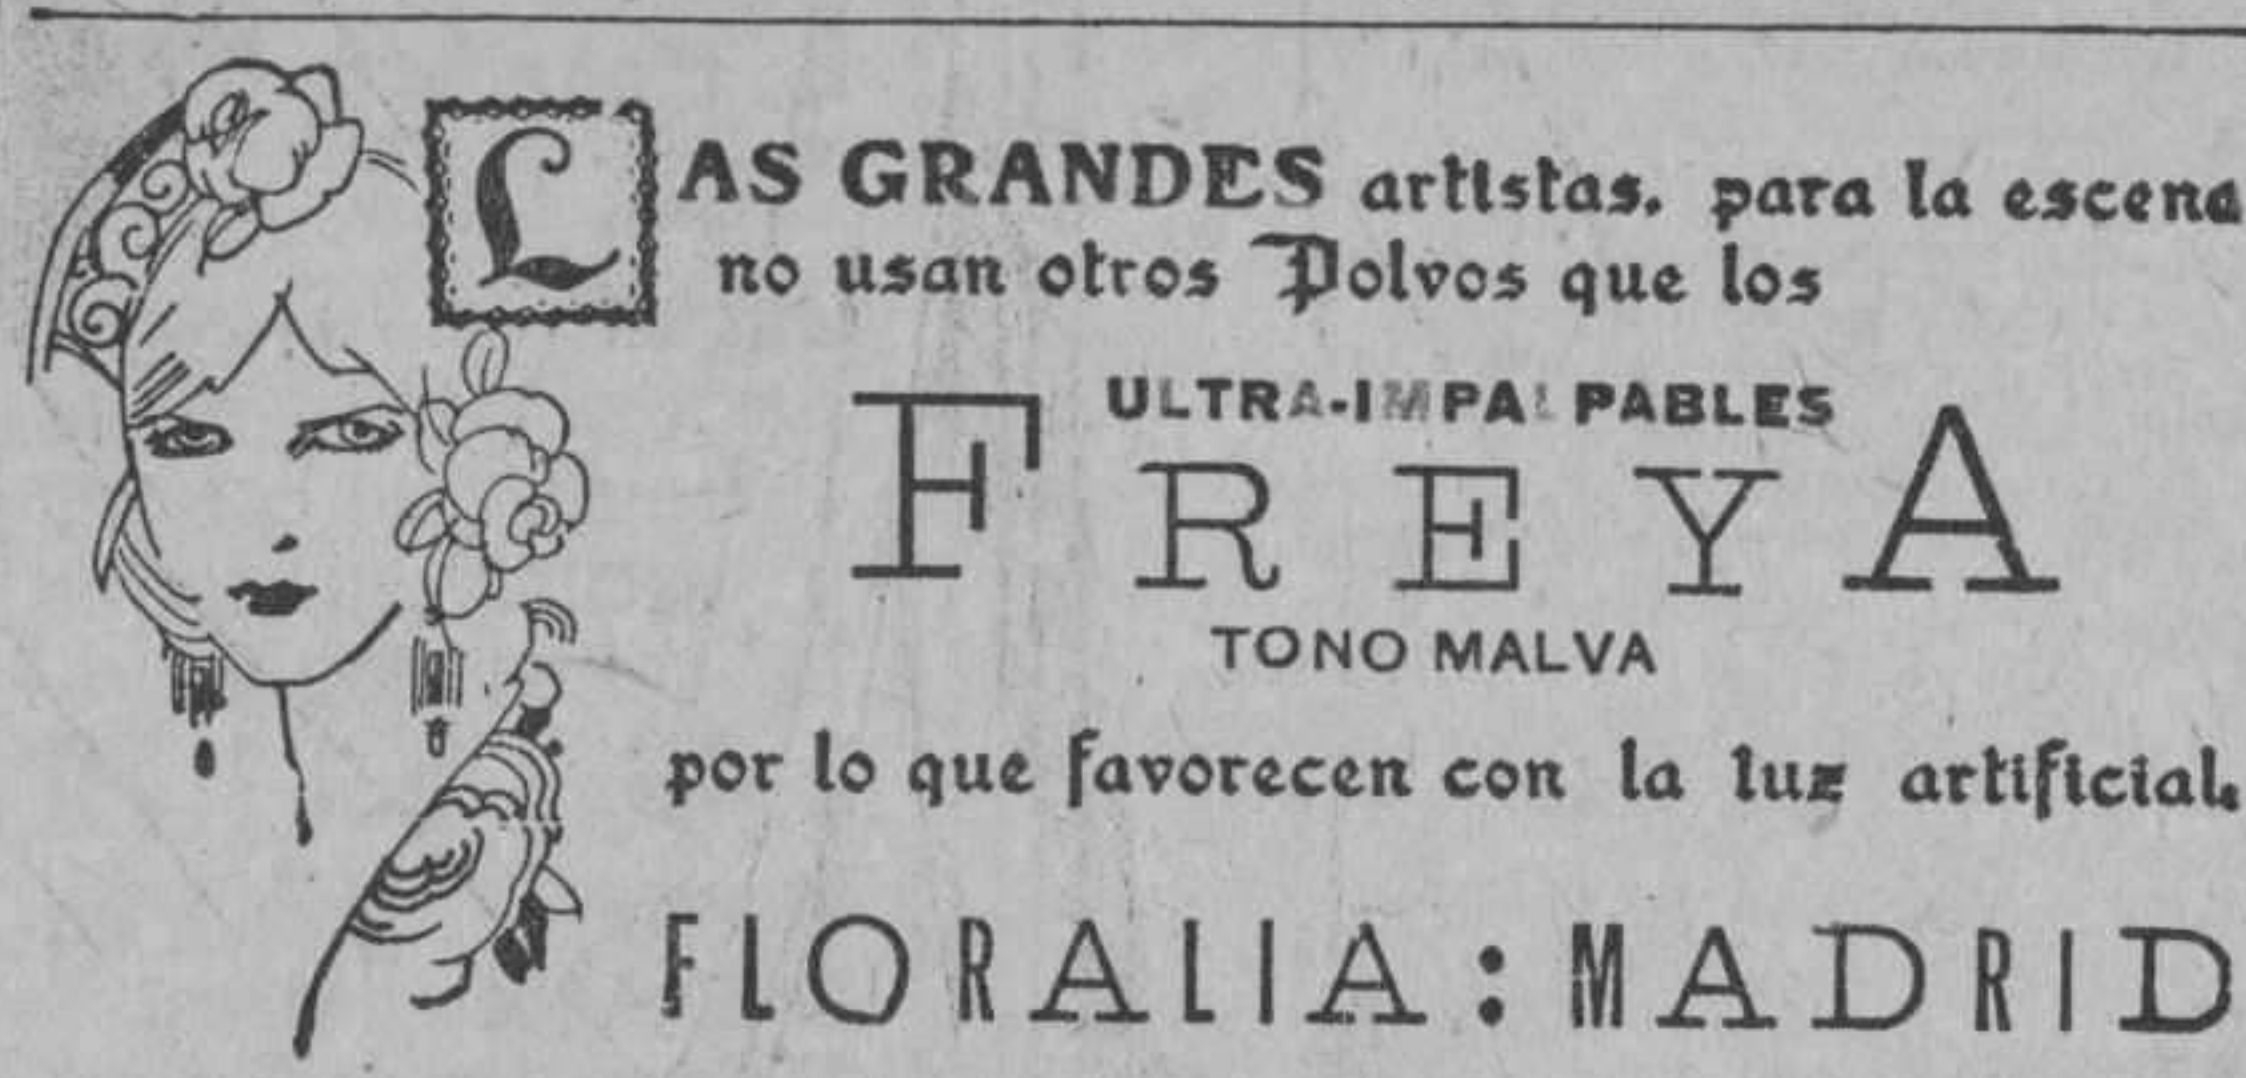 LAS GRANDES artistas. para la escena
no usan otros Polvos que los
ULTRA-IMPALPABLES
FREYA
TONO MALVA
por lo que favorecen con la luz artificial.
FLORALIA : MADRID